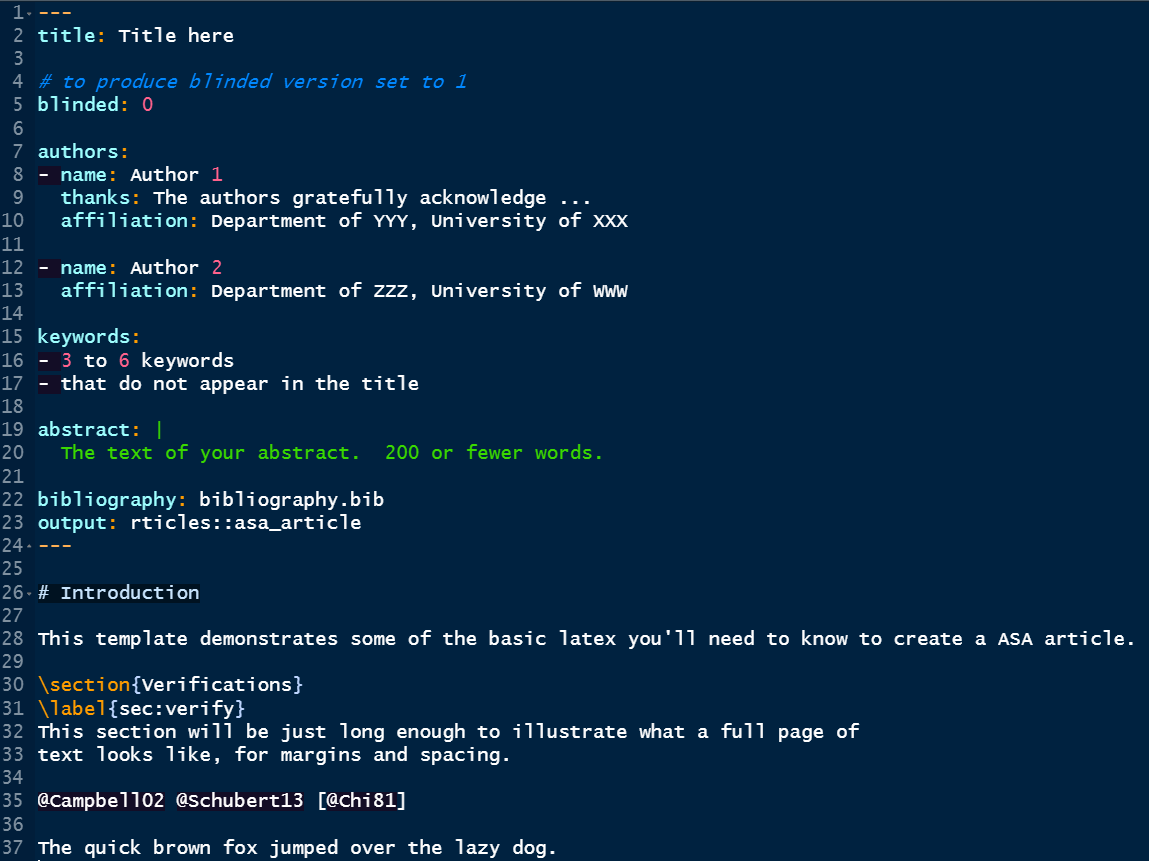 1 ---
2 title: Title here
3
4 # to produce blinded version set to 1
5 blinded: 0
6
7 authors:
8 - name: Author 1
9   thanks: The authors gratefully acknowledge ...
10   affiliation: Department of YYY, University of XXX
11
12 - name: Author 2
13   affiliation: Department of ZZZ, University of WWW
14
15 keywords:
16 - 3 to 6 keywords
17 - that do not appear in the title
18
19 abstract: |
20   The text of your abstract.  200 or fewer words.
21
22 bibliography: bibliography.bib
23 output: rticles::asa_article
24 ---
25
26 # Introduction
27
28 This template demonstrates some of the basic latex you'll need to know to create a ASA article.
29
30 \section{Verifications}
31 \label{sec:verify}
32 This section will be just long enough to illustrate what a full page of
33 text looks like, for margins and spacing.
34
35 @Campbell02 @Schubert13 [@Chi81]
36
37 The quick brown fox jumped over the lazy dog.